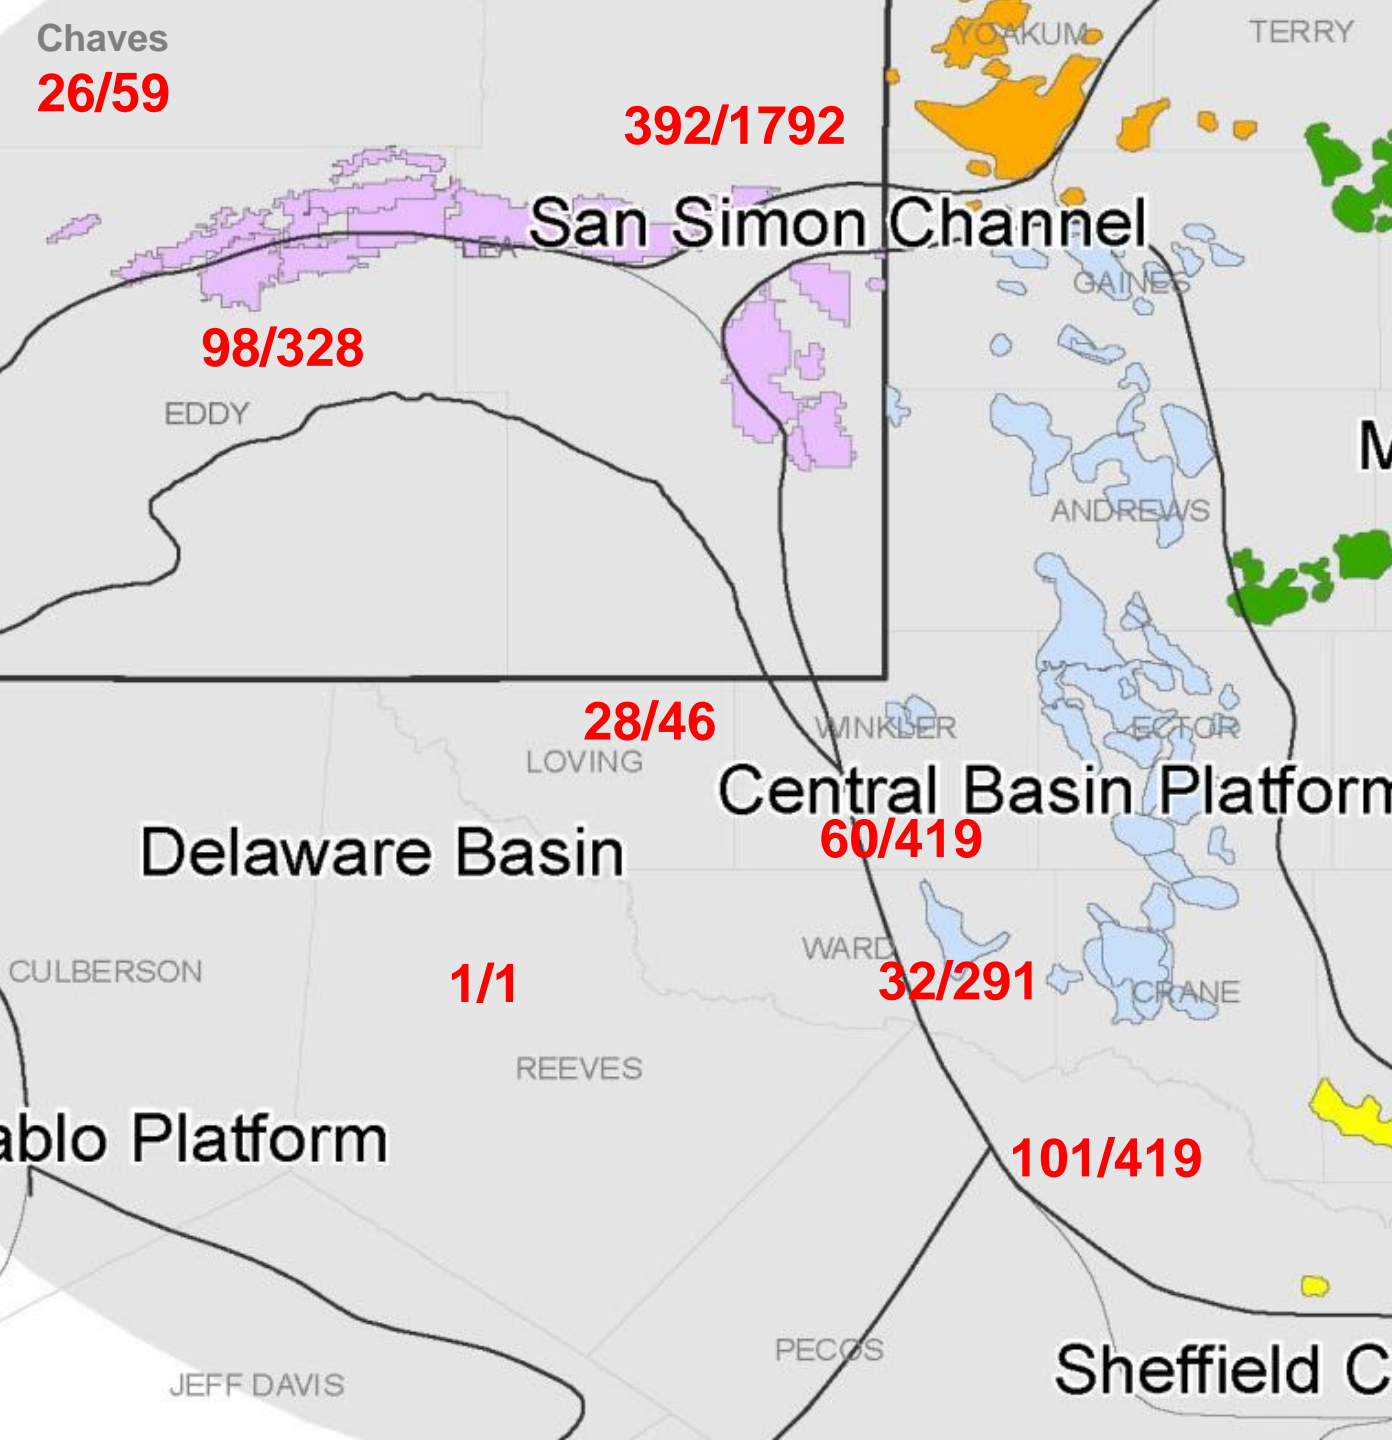 Chaves
YOAKUM
TERRY
26/59
392/1792
San Simon Channel
LEA
GAINES
98/328
EDDY
M
ANDREWS
28/46
WINKLER
ECTOR
LOVING
Central Basin Platform
60/419
Delaware Basin
WARD
CULBERSON
1/1
32/291
CRANE
REEVES
ablo Platform
101/419
PECOS
Sheffield C
JEFF DAVIS